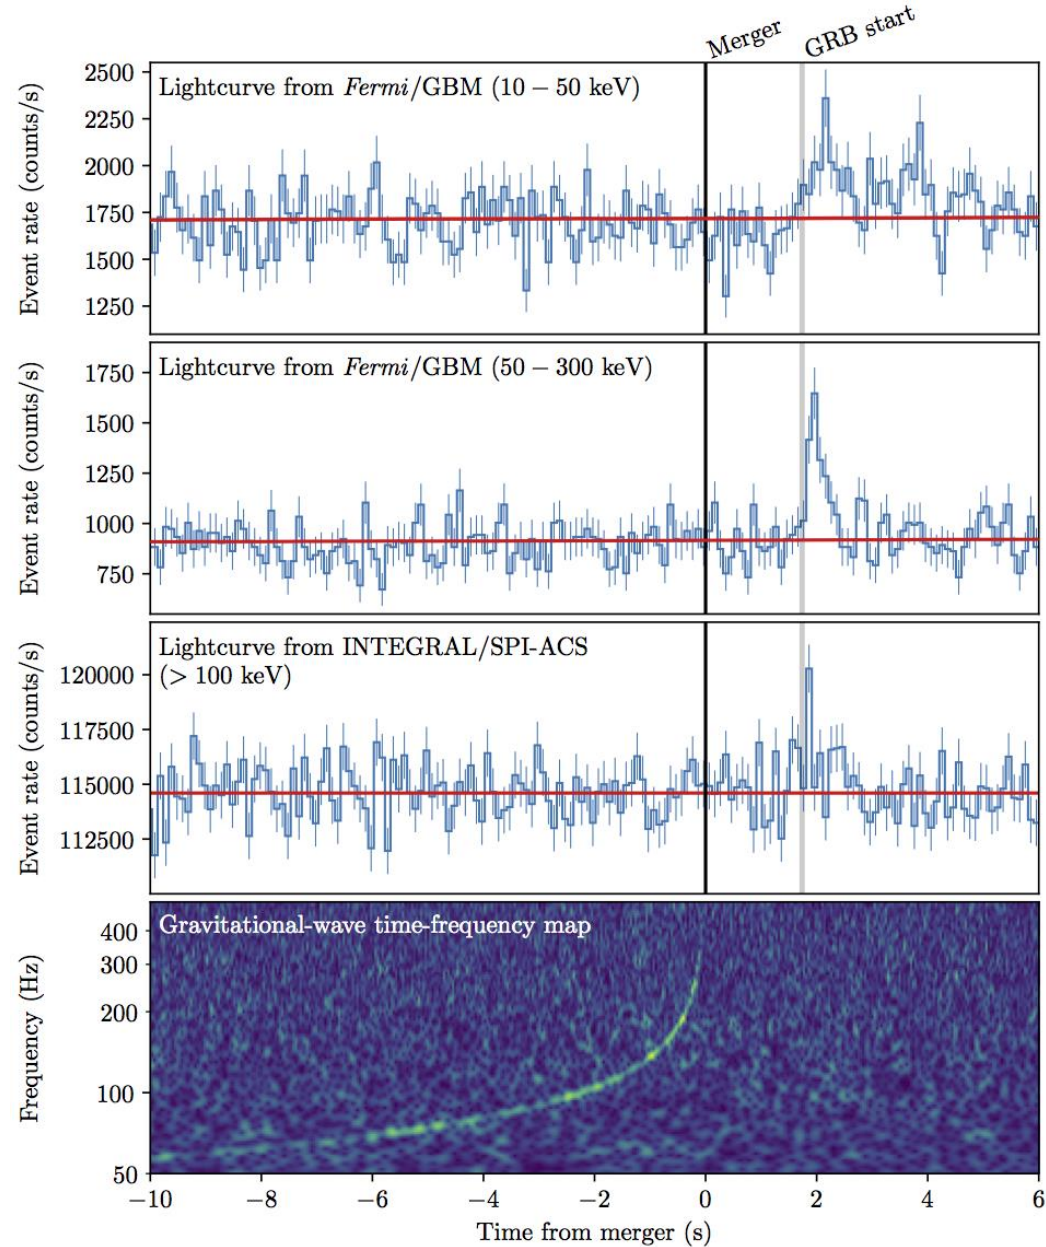 Merger
GRB start
Lightcurve from Fermi/GBM (10 − 50 keV)
Event rate (counts/s)
2500
2250
2000
1750
1500
1250
Lightcurve from Fermi/GBM (50 − 300 keV)
Event rate (counts/s)
1750
1500
1250
1000
750
Lightcurve from INTEGRAL/SPI-ACS
(> 100 keV)
Event rate (counts/s)
120000
117500
115000
112500
Gravitational-wave time-frequency map
Frequency (Hz)
400
300
200
100
50
−10 −8 −6 −4 −2 0 2 4 6
Time from merger (s)